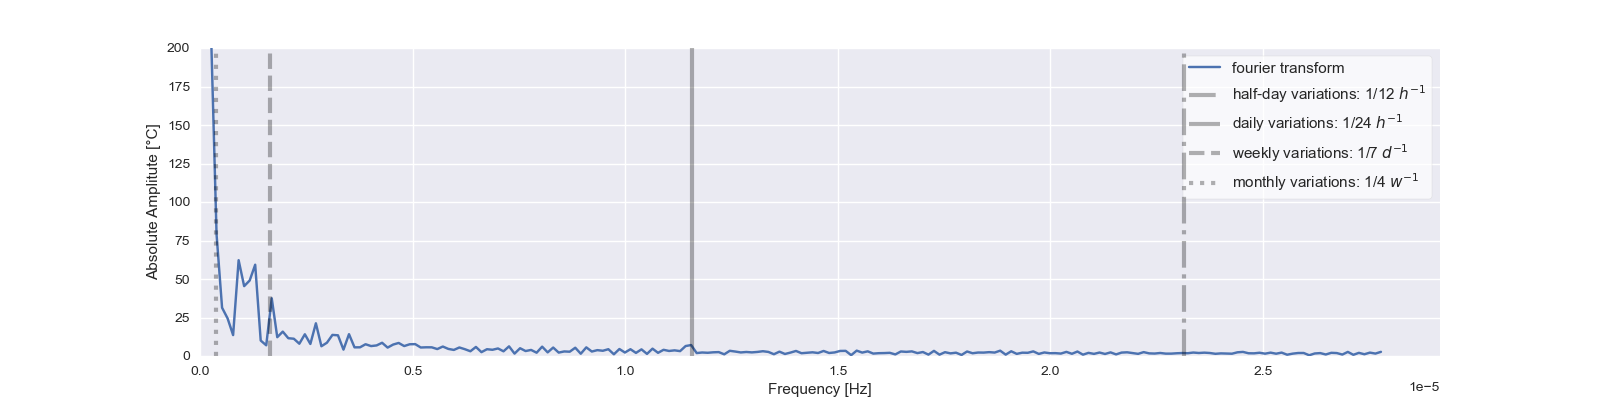 200
175
150
125
100
75
50
25
0
Absolute Amplitute [°C]
0.0 0.5 1.0 1.5 2.0 2.5
1e−5
Frequency [Hz]
fourier transform
half-day variations: 1/12 h⁻¹
daily variations: 1/24 h⁻¹
weekly variations: 1/7 d⁻¹
monthly variations: 1/4 w⁻¹